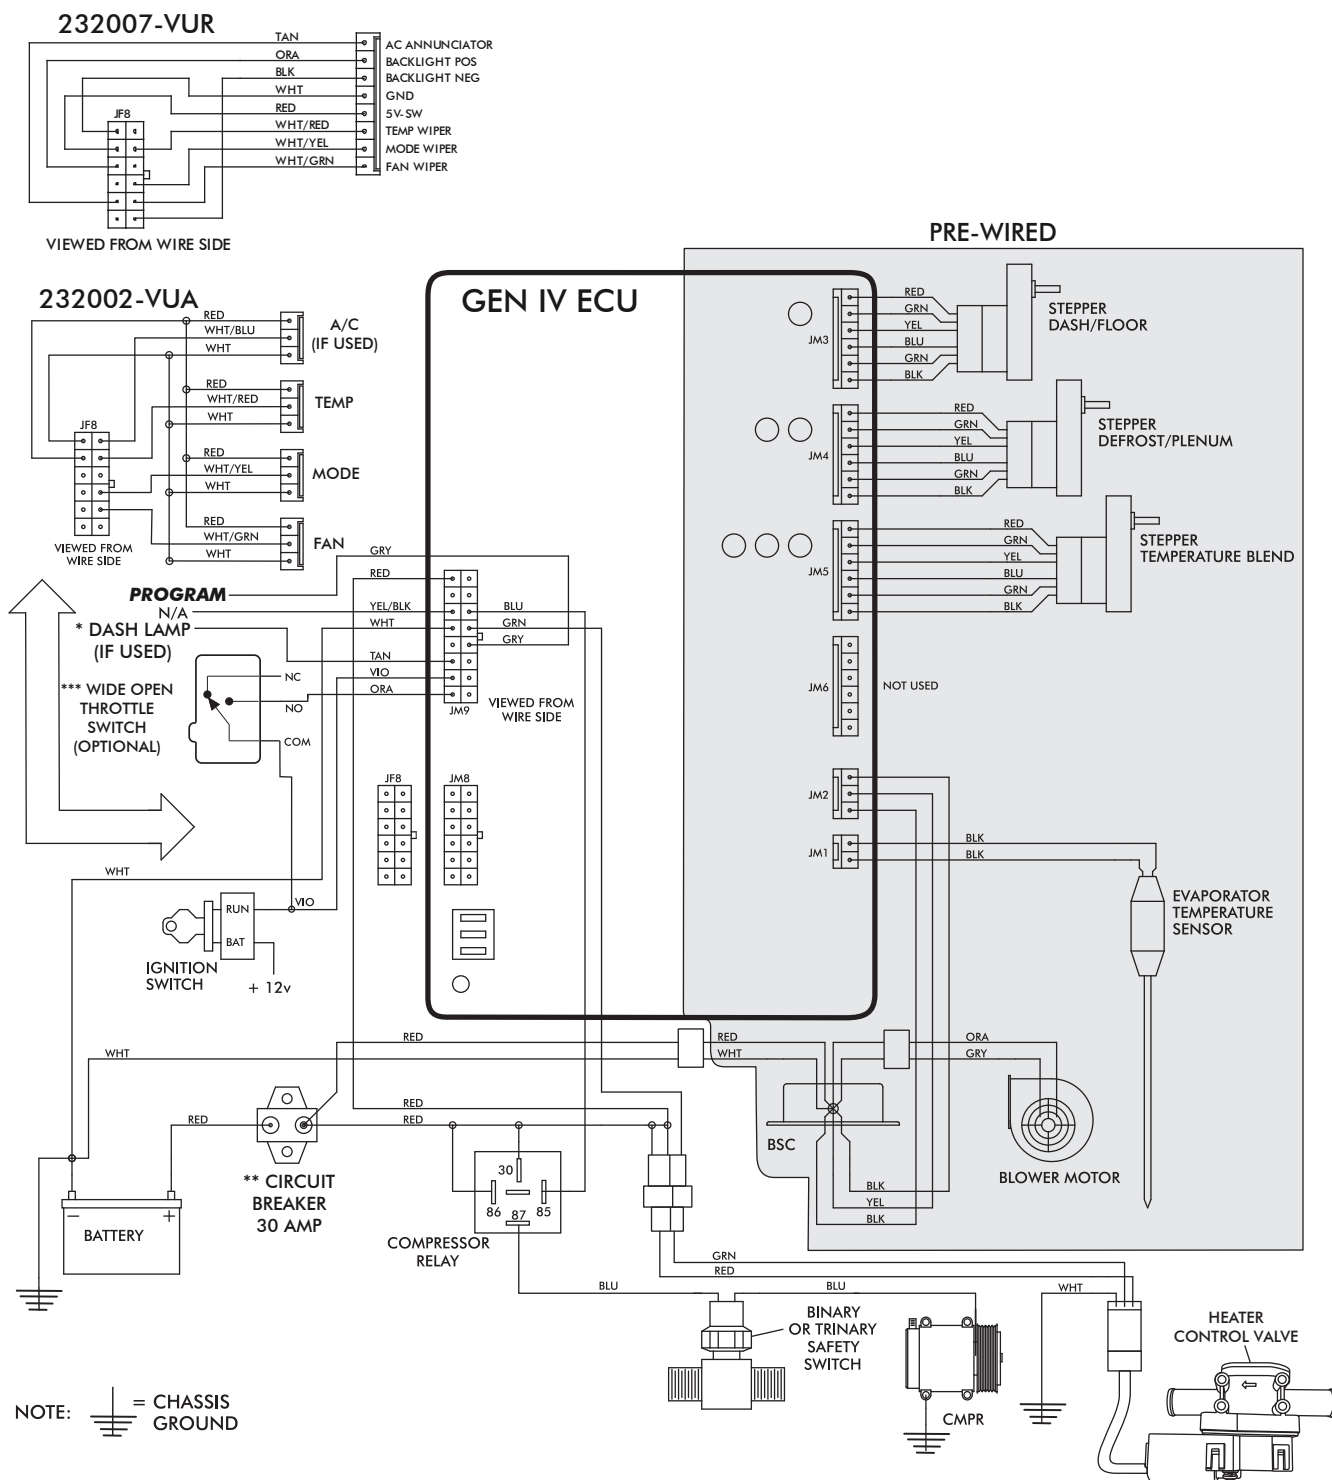 232007-VUR
TAN
ORA
BLK
WHT
RED
WHT/RED
WHT/YEL
WHT/GRN
AC ANNUNCIATOR
BACKLIGHT POS
BACKLIGHT NEG
GND
5V-SW
TEMP WIPER
MODE WIPER
FAN WIPER
JF8
VIEWED FROM WIRE SIDE
PRE-WIRED
232002-VUA
RED
WHT/BLU
WHT
A/C
(IF USED)
RED
WHT/RED
WHT
TEMP
JF8
RED
WHT/YEL
WHT
MODE
RED
WHT/GRN
WHT
FAN
VIEWED FROM
WIRE SIDE
GEN IV ECU
JM3
RED
GRN
YEL
BLU
GRN
BLK
STEPPER
DASH/FLOOR
JM4
RED
GRN
YEL
BLU
GRN
BLK
STEPPER
DEFROST/PLENUM
JM5
RED
GRN
YEL
BLU
GRN
BLK
STEPPER
TEMPERATURE BLEND
JM6
NOT USED
GRY
RED
PROGRAM
N/A
YEL/BLK
* DASH LAMP
(IF USED)
WHT
TAN
VIO
ORA
BLU
GRN
GRY
JM9
VIEWED FROM
WIRE SIDE
*** WIDE OPEN
THROTTLE
SWITCH
(OPTIONAL)
NC
NO
COM
JF8
JM8
JM2
JM1
BLK
BLK
EVAPORATOR
TEMPERATURE
SENSOR
WHT
RUN
BAT
VIO
IGNITION
SWITCH
+ 12v
RED
WHT
RED
WHT
ORA
GRY
BSC
BLOWER MOTOR
BLK
YEL
BLK
RED
RED
RED
** CIRCUIT
BREAKER
30 AMP
BATTERY
−
+
30
86
87
85
COMPRESSOR
RELAY
GRN
RED
BLU
BLU
WHT
BINARY
OR TRINARY
SAFETY
SWITCH
CMPR
HEATER
CONTROL VALVE
NOTE:
= CHASSIS
GROUND